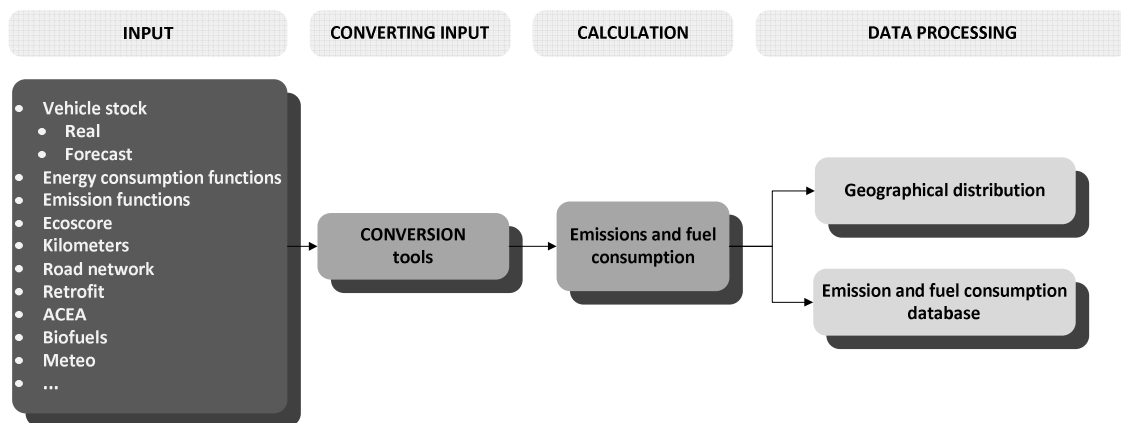 INPUT
CONVERTING INPUT
CALCULATION
DATA PROCESSING
• Vehicle stock
• Real
• Forecast
• Energy consumption functions
• Emission functions
• Ecoscore
• Kilometers
• Road network
• Retrofit
• ACEA
• Biofuels
• Meteo
• ...
CONVERSION
tools
Emissions and fuel
consumption
Geographical distribution
Emission and fuel consumption
database